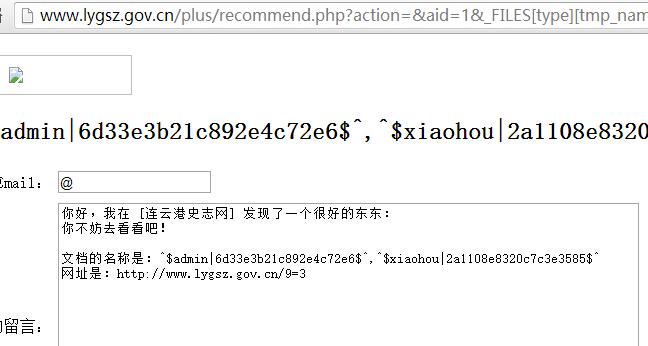 www.lygsz.gov.cn/plus/recommend.php?action=&aid=1&_FILES[type][tmp_nam
admin|6d33e3b21c892e4c72e6$^,^$xiaohou|2a1108e8320
mail：
@
你好，我在 [连云港史志网] 发现了一个很好的东东：
你不妨去看看吧！
文档的名称是：^$admin|6d33e3b21c892e4c72e6$^,^$xiaohou|2a1108e8320c7c3e3585$^
网址是：http://www.lygsz.gov.cn/9=3
留言：